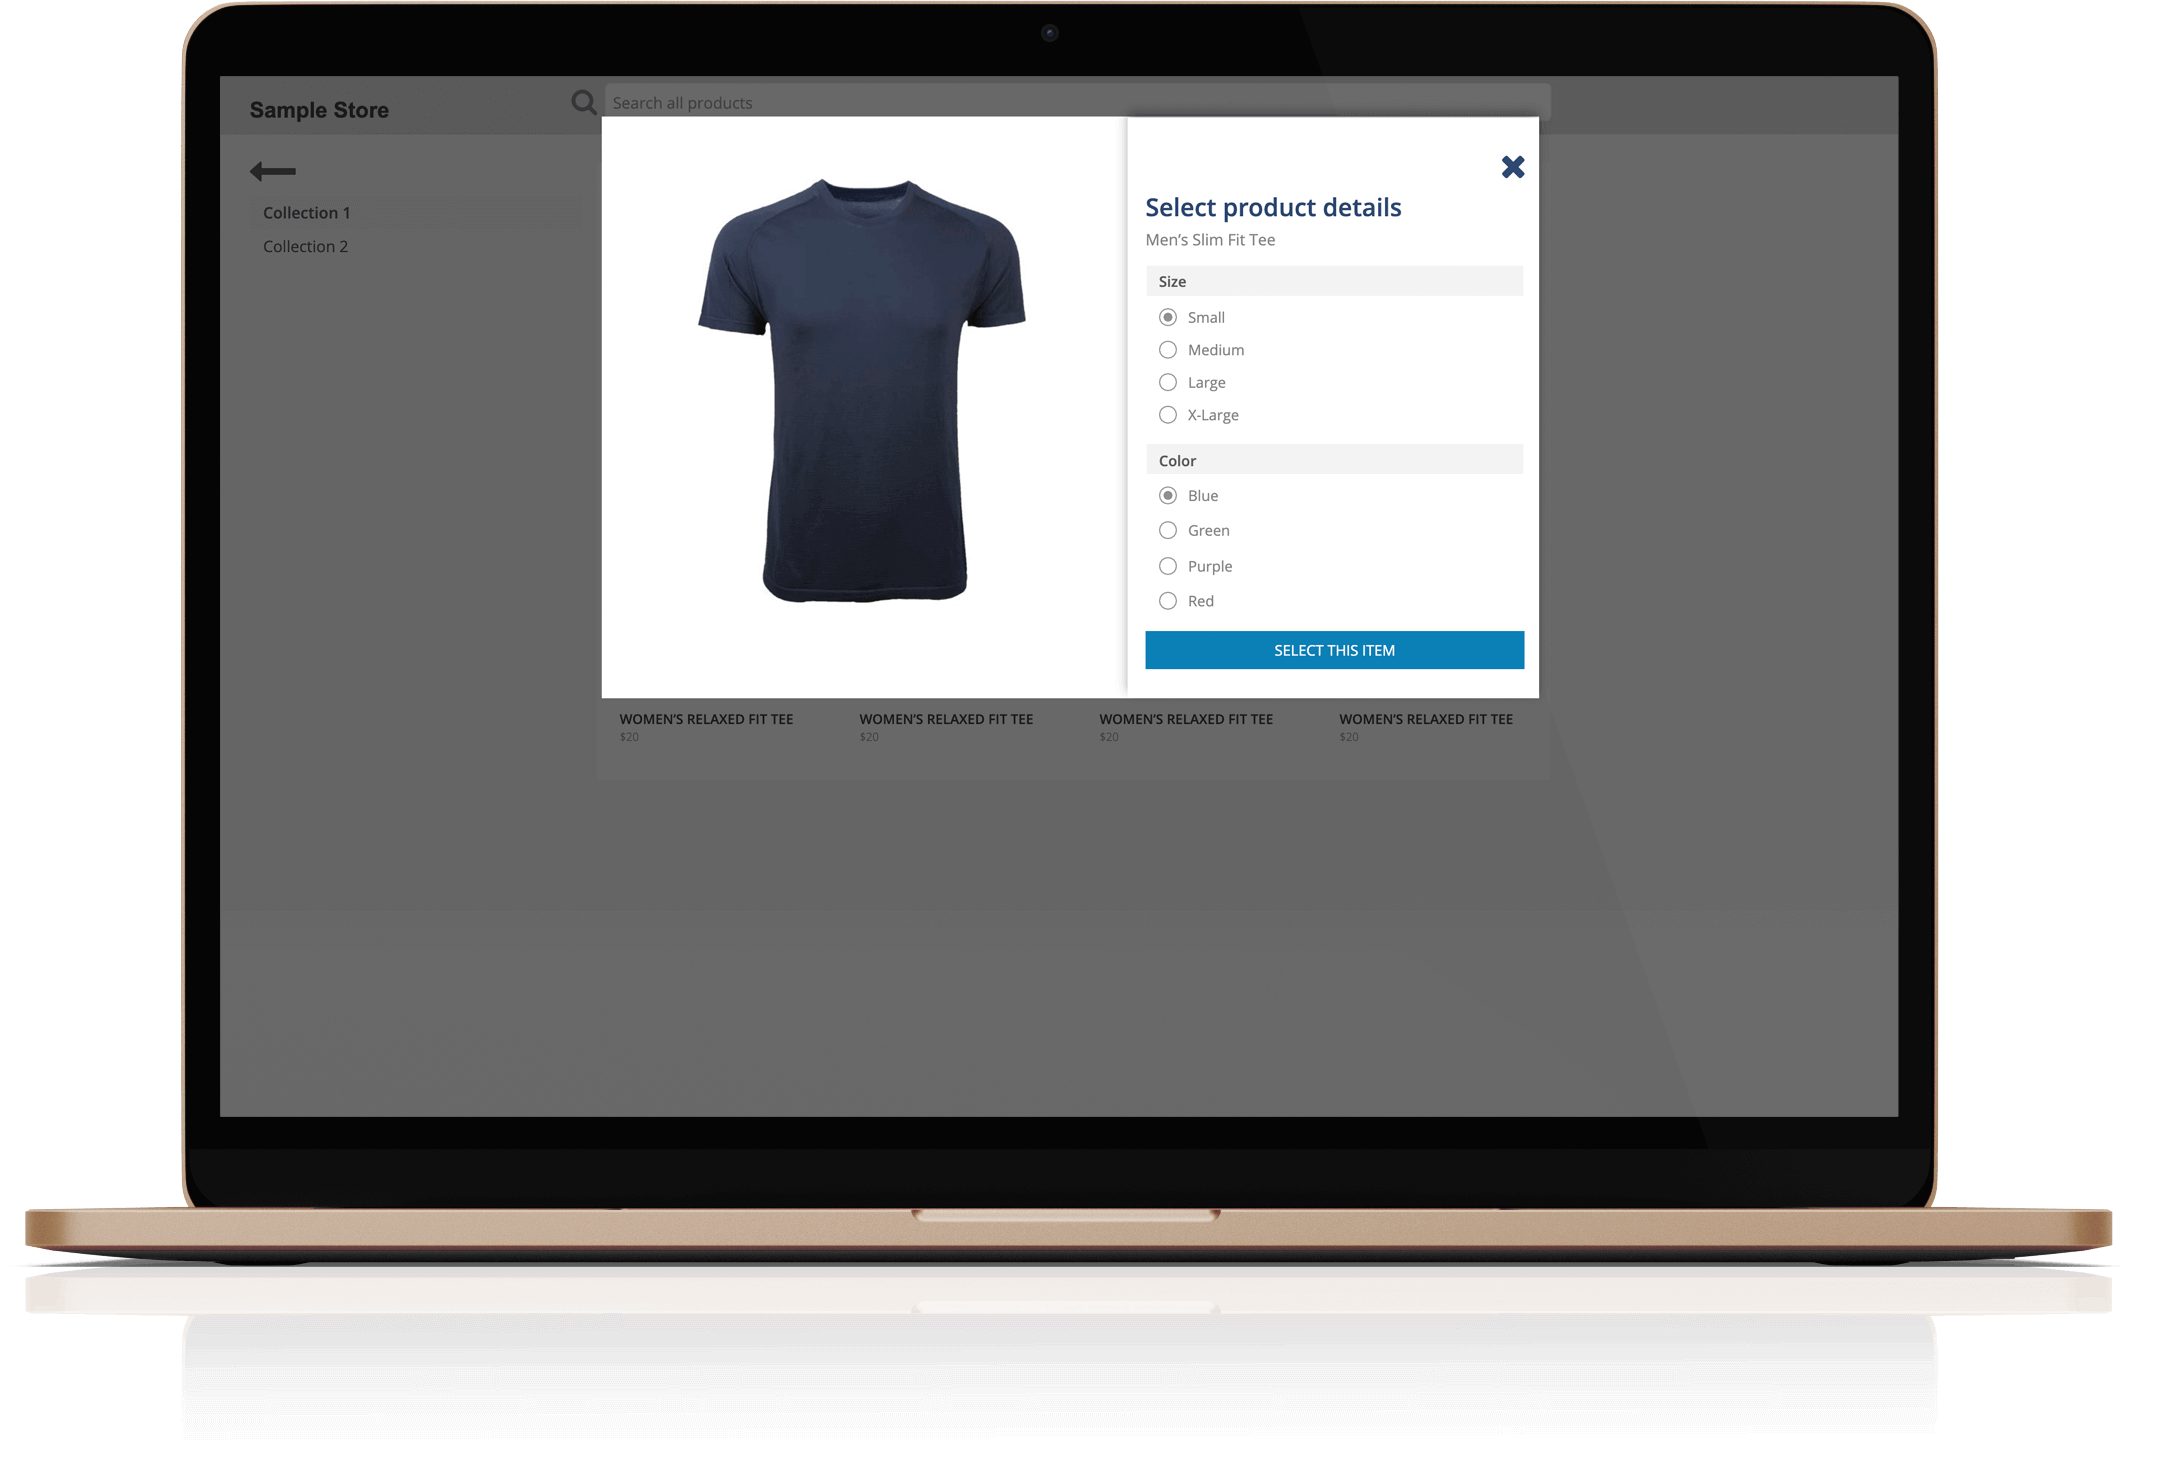 Sample Store
Search all products
Collection 1
Collection 2
Select product details
Men’s Slim Fit Tee
Size
Small
Medium
Large
X-Large
Color
Blue
Green
Purple
Red
SELECT THIS ITEM
WOMEN’S RELAXED FIT TEE WOMEN’S RELAXED FIT TEE WOMEN’S RELAXED FIT TEE WOMEN’S RELAXED FIT TEE
$20 $20 $20 $20